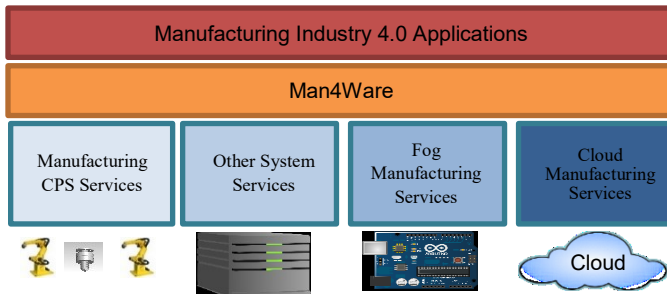 Manufacturing Industry 4.0 Applications
Man4Ware
Manufacturing
CPS Services
Other System
Services
Fog
Manufacturing
Services
Cloud
Manufacturing
Services
ARDUINO
Cloud